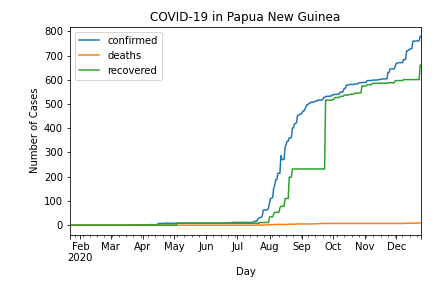 COVID-19 in Papua New Guinea
800
700
600
500
400
300
200
100
0
Number of Cases
confirmed
deaths
recovered
Feb Mar Apr May Jun Jul Aug Sep Oct Nov Dec
2020
Day